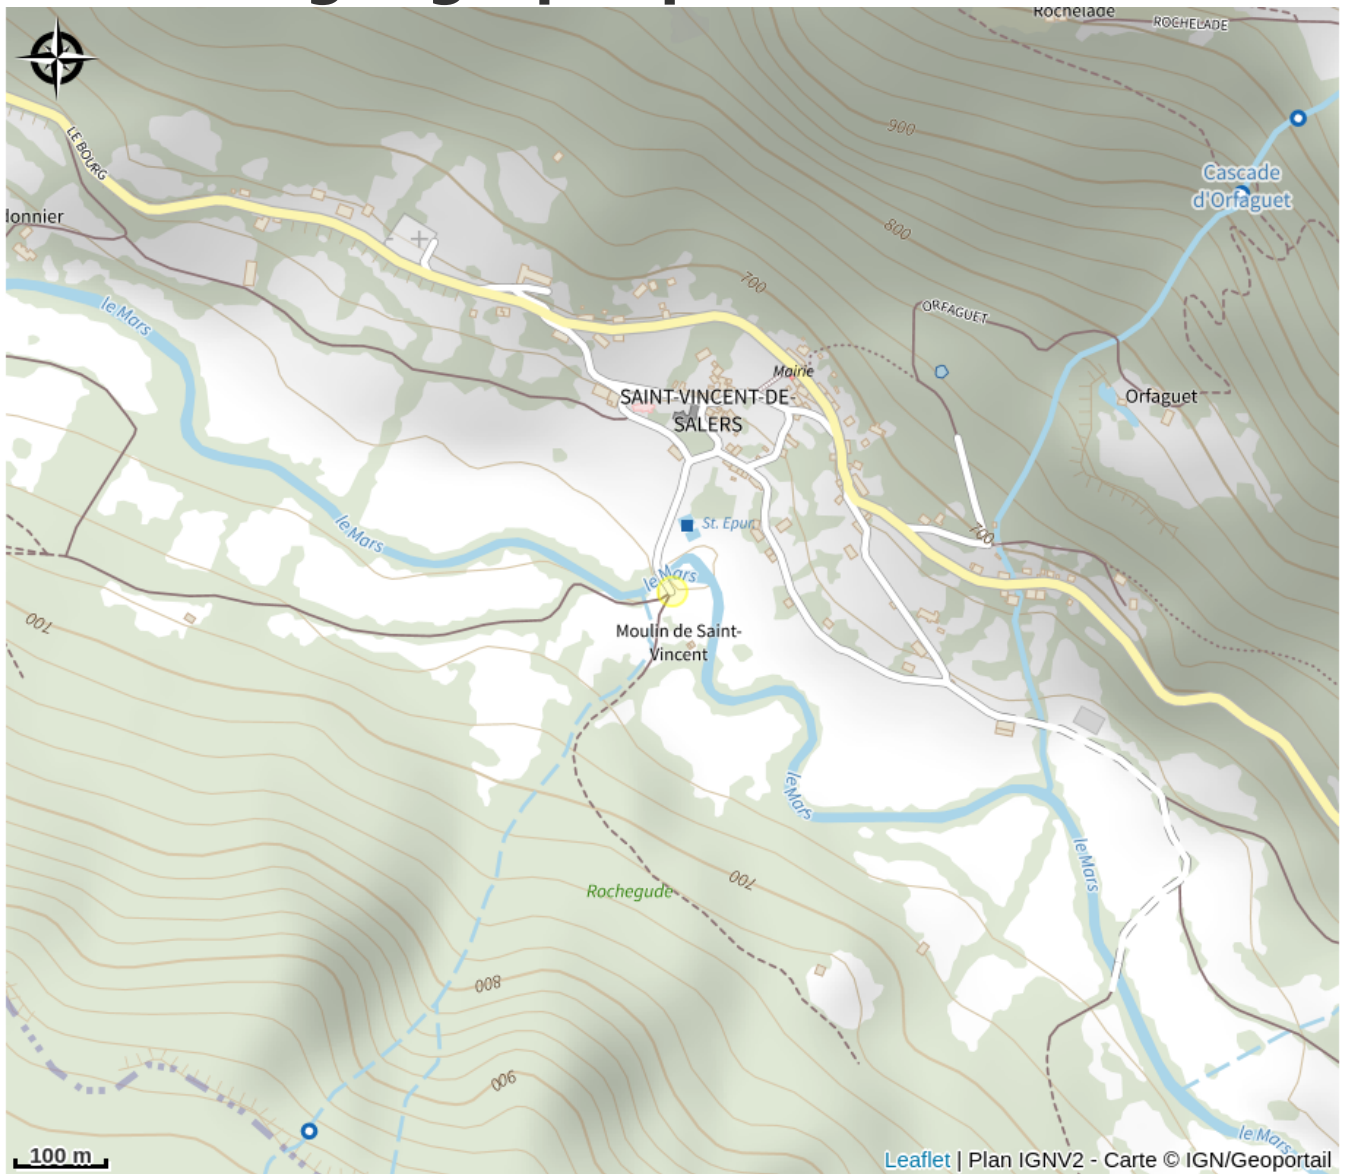 Rochelade
ROCHELADE
LE BOURG
900
Cascade
d'Orfaguet
donnier
800
700
le Mars
ORFAGUET
Mairie
SAINT-VINCENT-DE-
SALERS
Orfaguet
le Mars
St. Epur.
700
le Mars
700
Moulin de Saint-
Vincent
le Mars
le Mars
700
Rochegude
800
900
le Mars
100 m
Leaflet | Plan IGNV2 - Carte © IGN/Geoportail